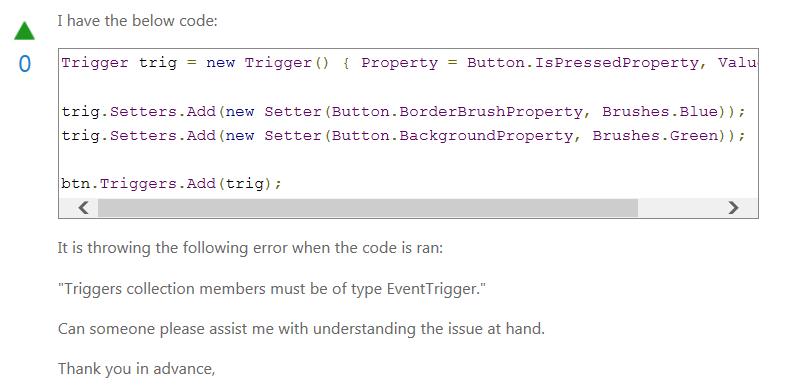 I have the below code:
0
Trigger trig = new Trigger() { Property = Button.IsPressedProperty, Valu
trig.Setters.Add(new Setter(Button.BorderBrushProperty, Brushes.Blue));
trig.Setters.Add(new Setter(Button.BackgroundProperty, Brushes.Green));
btn.Triggers.Add(trig);
It is throwing the following error when the code is ran:
"Triggers collection members must be of type EventTrigger."
Can someone please assist me with understanding the issue at hand.
Thank you in advance,